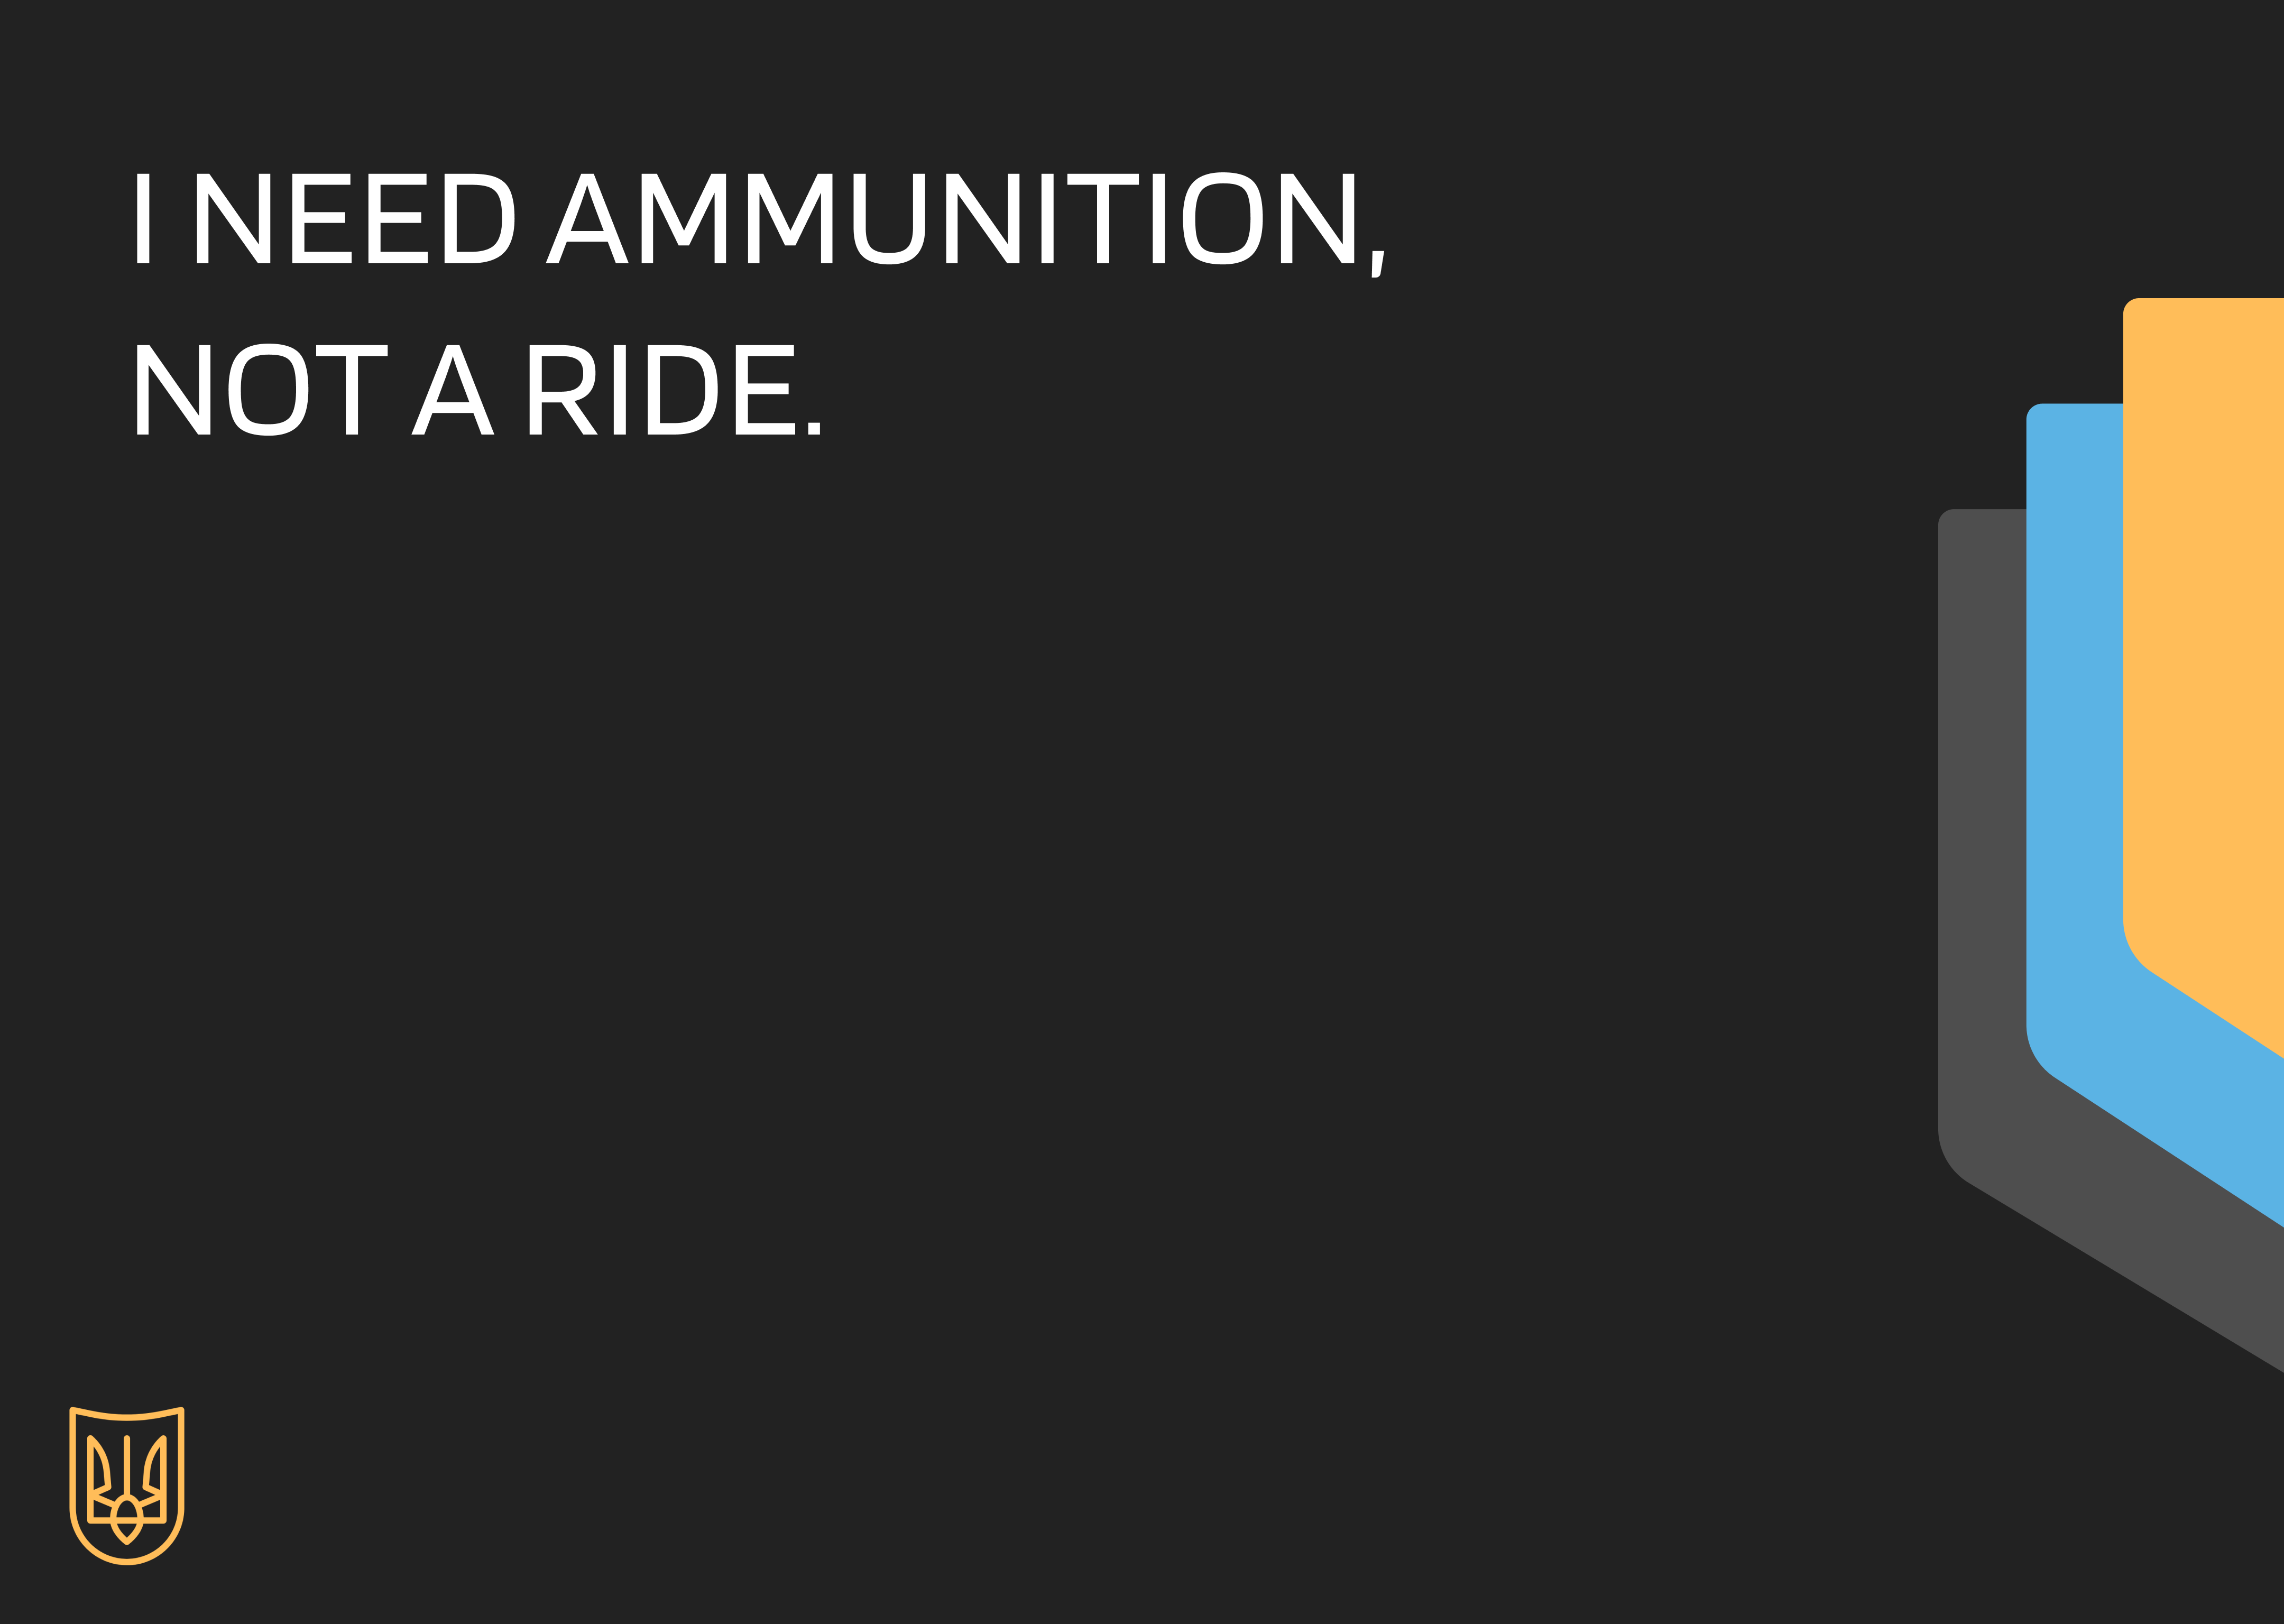 I NEED AMMUNITION,
NOT A RIDE.